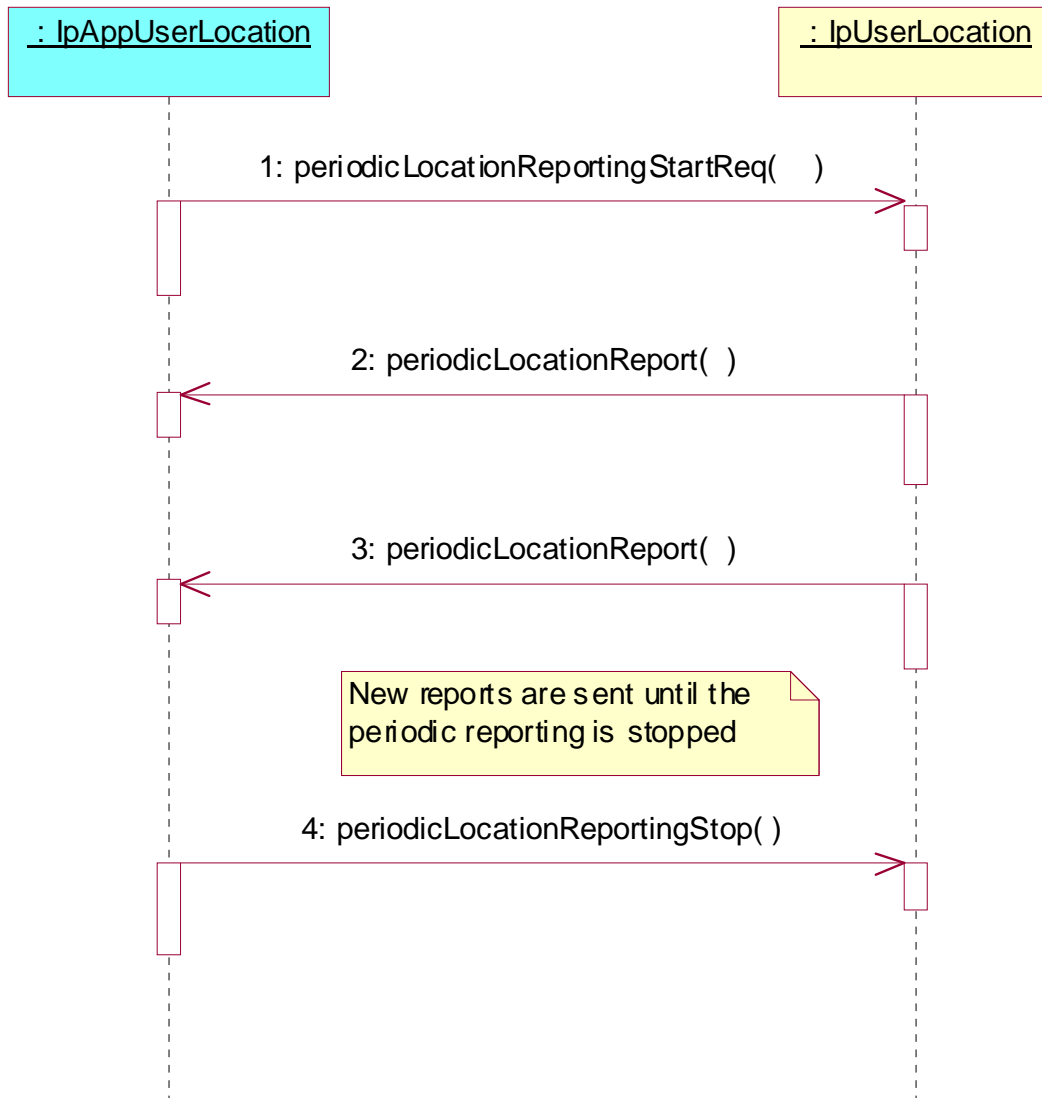 : IpAppUserLocation
: IpUserLocation
1: periodicLocationReportingStartReq( )
2: periodicLocationReport( )
3: periodicLocationReport( )
New reports are sent until the
periodic reporting is stopped
4: periodicLocationReportingStop( )